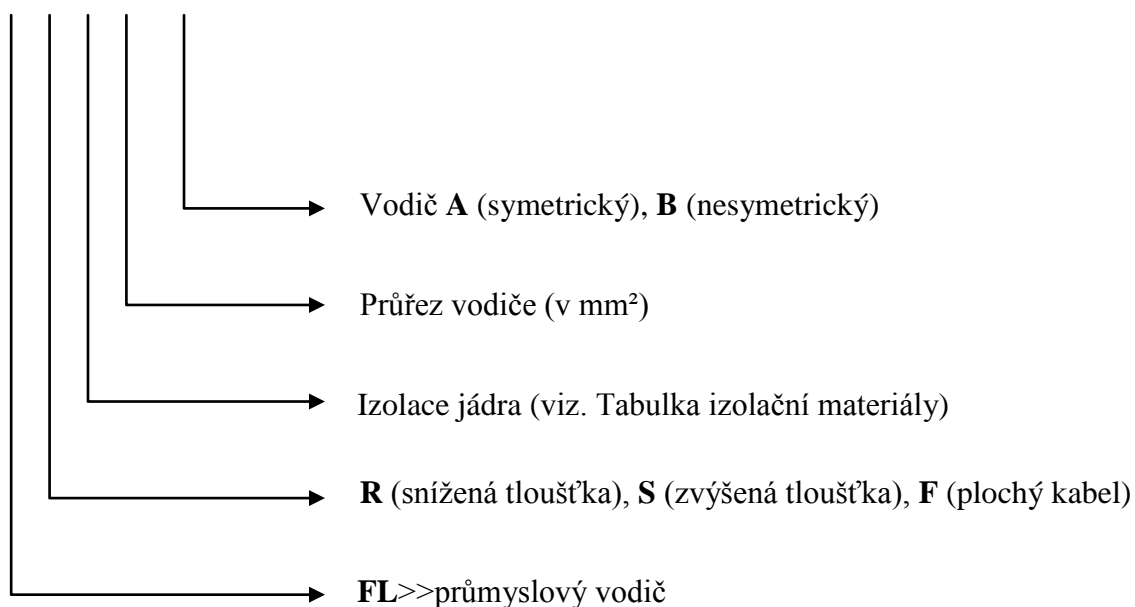 Vodič A (symetrický), B (nesymetrický)
Průřez vodiče (v mm²)
Izolace jádra (viz. Tabulka izolační materiály)
R (snížená tloušťka), S (zvýšená tloušťka), F (plochý kabel)
FL>>průmyslový vodič